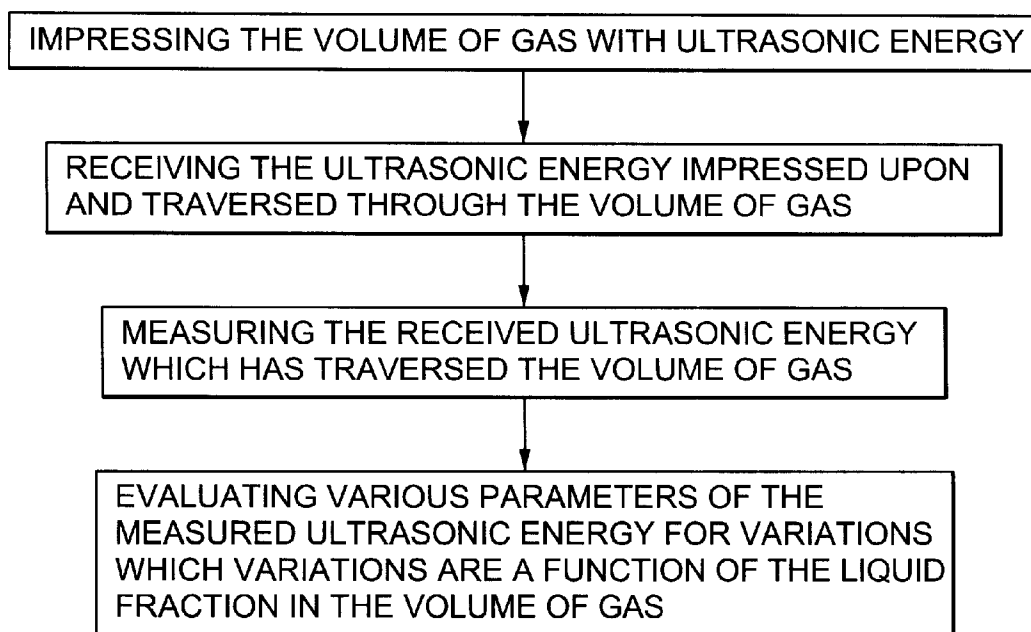 IMPRESSING THE VOLUME OF GAS WITH ULTRASONIC ENERGY
RECEIVING THE ULTRASONIC ENERGY IMPRESSED UPON
AND TRAVERSED THROUGH THE VOLUME OF GAS
MEASURING THE RECEIVED ULTRASONIC ENERGY
WHICH HAS TRAVERSED THE VOLUME OF GAS
EVALUATING VARIOUS PARAMETERS OF THE
MEASURED ULTRASONIC ENERGY FOR VARIATIONS
WHICH VARIATIONS ARE A FUNCTION OF THE LIQUID
FRACTION IN THE VOLUME OF GAS